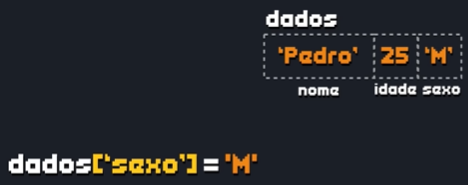 dados
‘Pedro’ 25 ‘M’
nome idade sexo
dados[‘sexo’] = 'M'